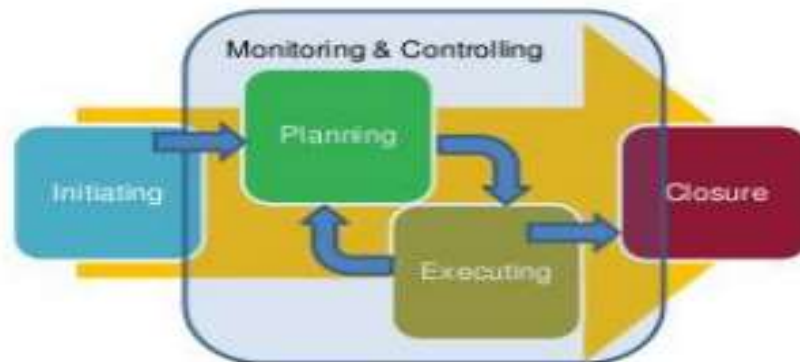 Monitoring & Controlling
Planning
Initiating
Closure
Executing